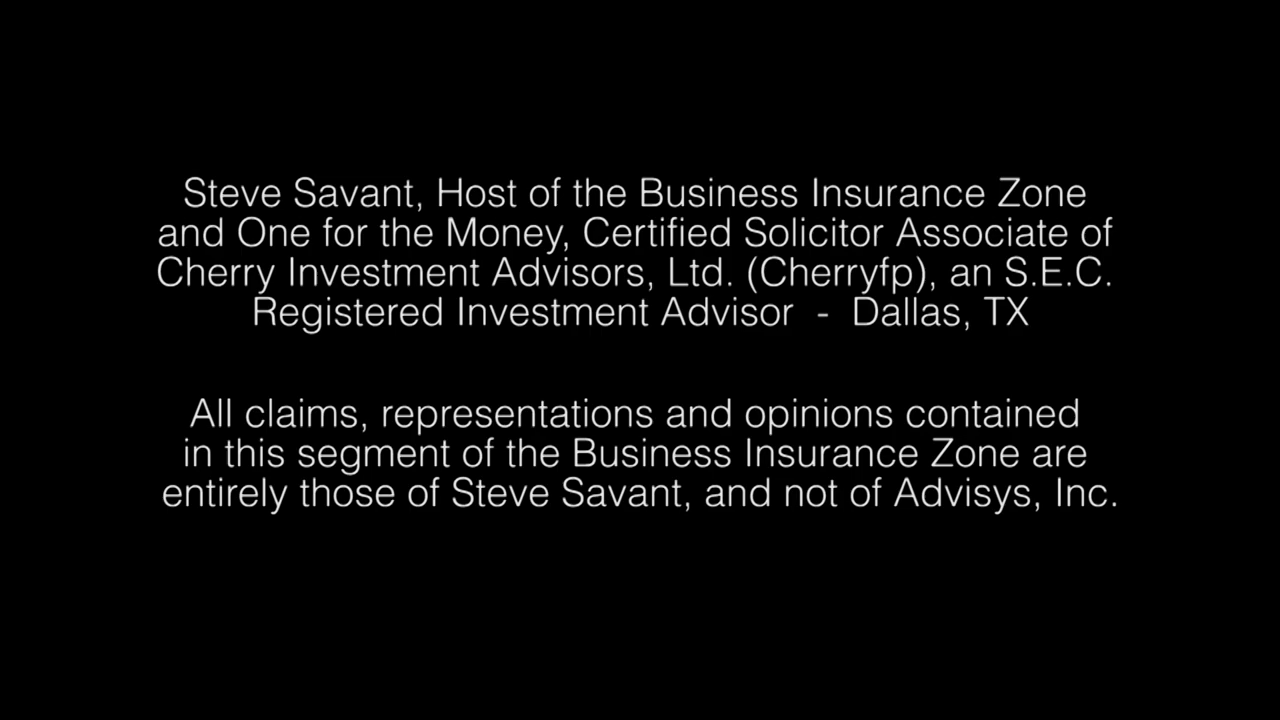 Steve Savant, Host of the Business Insurance Zone
and One for the Money, Certified Solicitor Associate of
Cherry Investment Advisors, Ltd. (Cherryfp), an S.E.C.
Registered Investment Advisor  -  Dallas, TX
All claims, representations and opinions contained
in this segment of the Business Insurance Zone are
entirely those of Steve Savant, and not of Advisys, Inc.